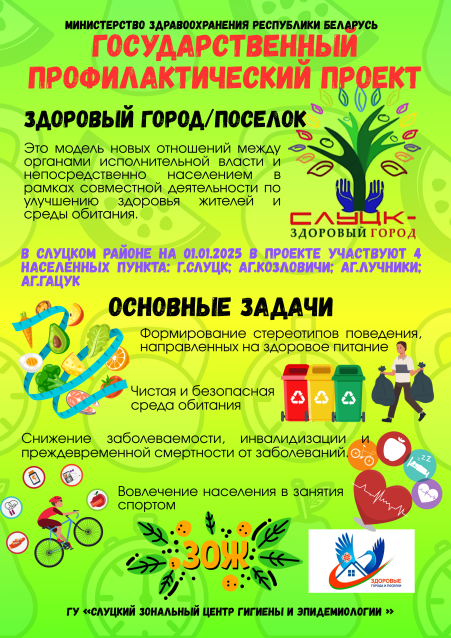 МИНИСТЕРСТВО ЗДРАВООХРАНЕНИЯ РЕСПУБЛИКИ БЕЛАРУСЬ
ГОСУДАРСТВЕННЫЙ
ПРОФИЛАКТИЧЕСКИЙ ПРОЕКТ
ЗДОРОВЫЙ ГОРОД/ПОСЕЛОК
Это модель новых отношений между
органами исполнительной власти и
непосредственно населением в
рамках совместной деятельности по
улучшению здоровья жителей и
среды обитания.
СЛУЦК-
ЗДОРОВЫЙ ГОРОД
В СЛУЦКОМ РАЙОНЕ НА 01.01.2025 В ПРОЕКТЕ УЧАСТВУЮТ 4
НАСЕЛЕННЫХ ПУНКТА: Г.СЛУЦК; АГ.КОЗЛОВИЧИ; АГ.ЛУЧНИКИ;
АГ.ГАЦУК
ОСНОВНЫЕ ЗАДАЧИ
Формирование стереотипов поведения,
направленных на здоровое питание
Чистая и безопасная
среда обитания
Снижение заболеваемости, инвалидизации и
преждевременной смертности от заболеваний.
Вовлечение населения в занятия
спортом
ЗОЖ
ЗДОРОВЫЕ
ГОРОДА И ПОСЕЛКИ
ГУ «СЛУЦКИЙ ЗОНАЛЬНЫЙ ЦЕНТР ГИГИЕНЫ И ЭПИДЕМИОЛОГИИ »